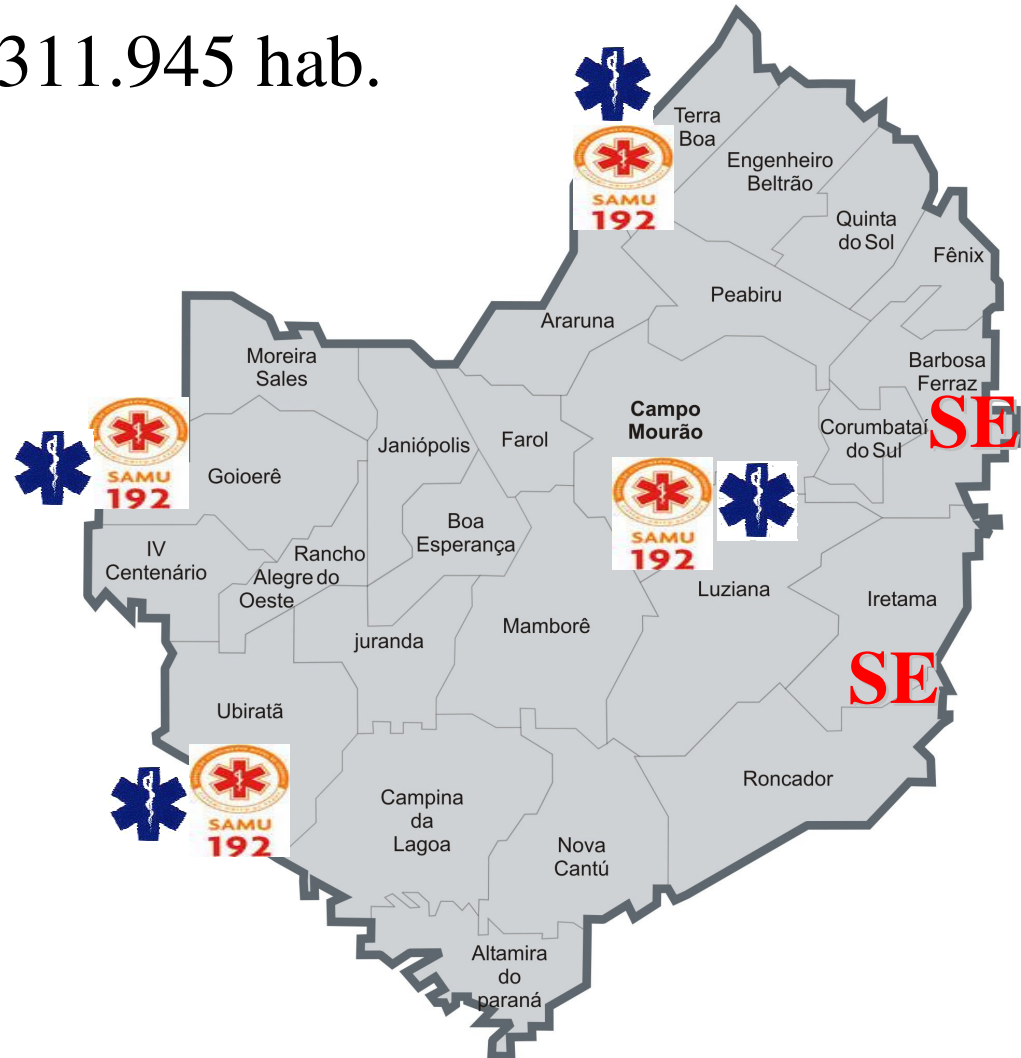 311.945 hab.
Terra
Boa
Engenheiro
Beltrão
SAMU
192
Quinta
do Sol
Fênix
Peabiru
Araruna
Moreira
Sales
Barbosa
Ferraz
SE
Campo
Mourão
Corumbataí
do Sul
Farol
Janiópolis
SAMU
192
Goioerê
SAMU
192
Boa
Esperança
IV
Centenário
Rancho
Alegre do
Oeste
Luziana
Iretama
Mamborê
juranda
SE
Ubiratã
SAMU
192
Roncador
Campina
da
Lagoa
Nova
Cantú
Altamira
do
paraná